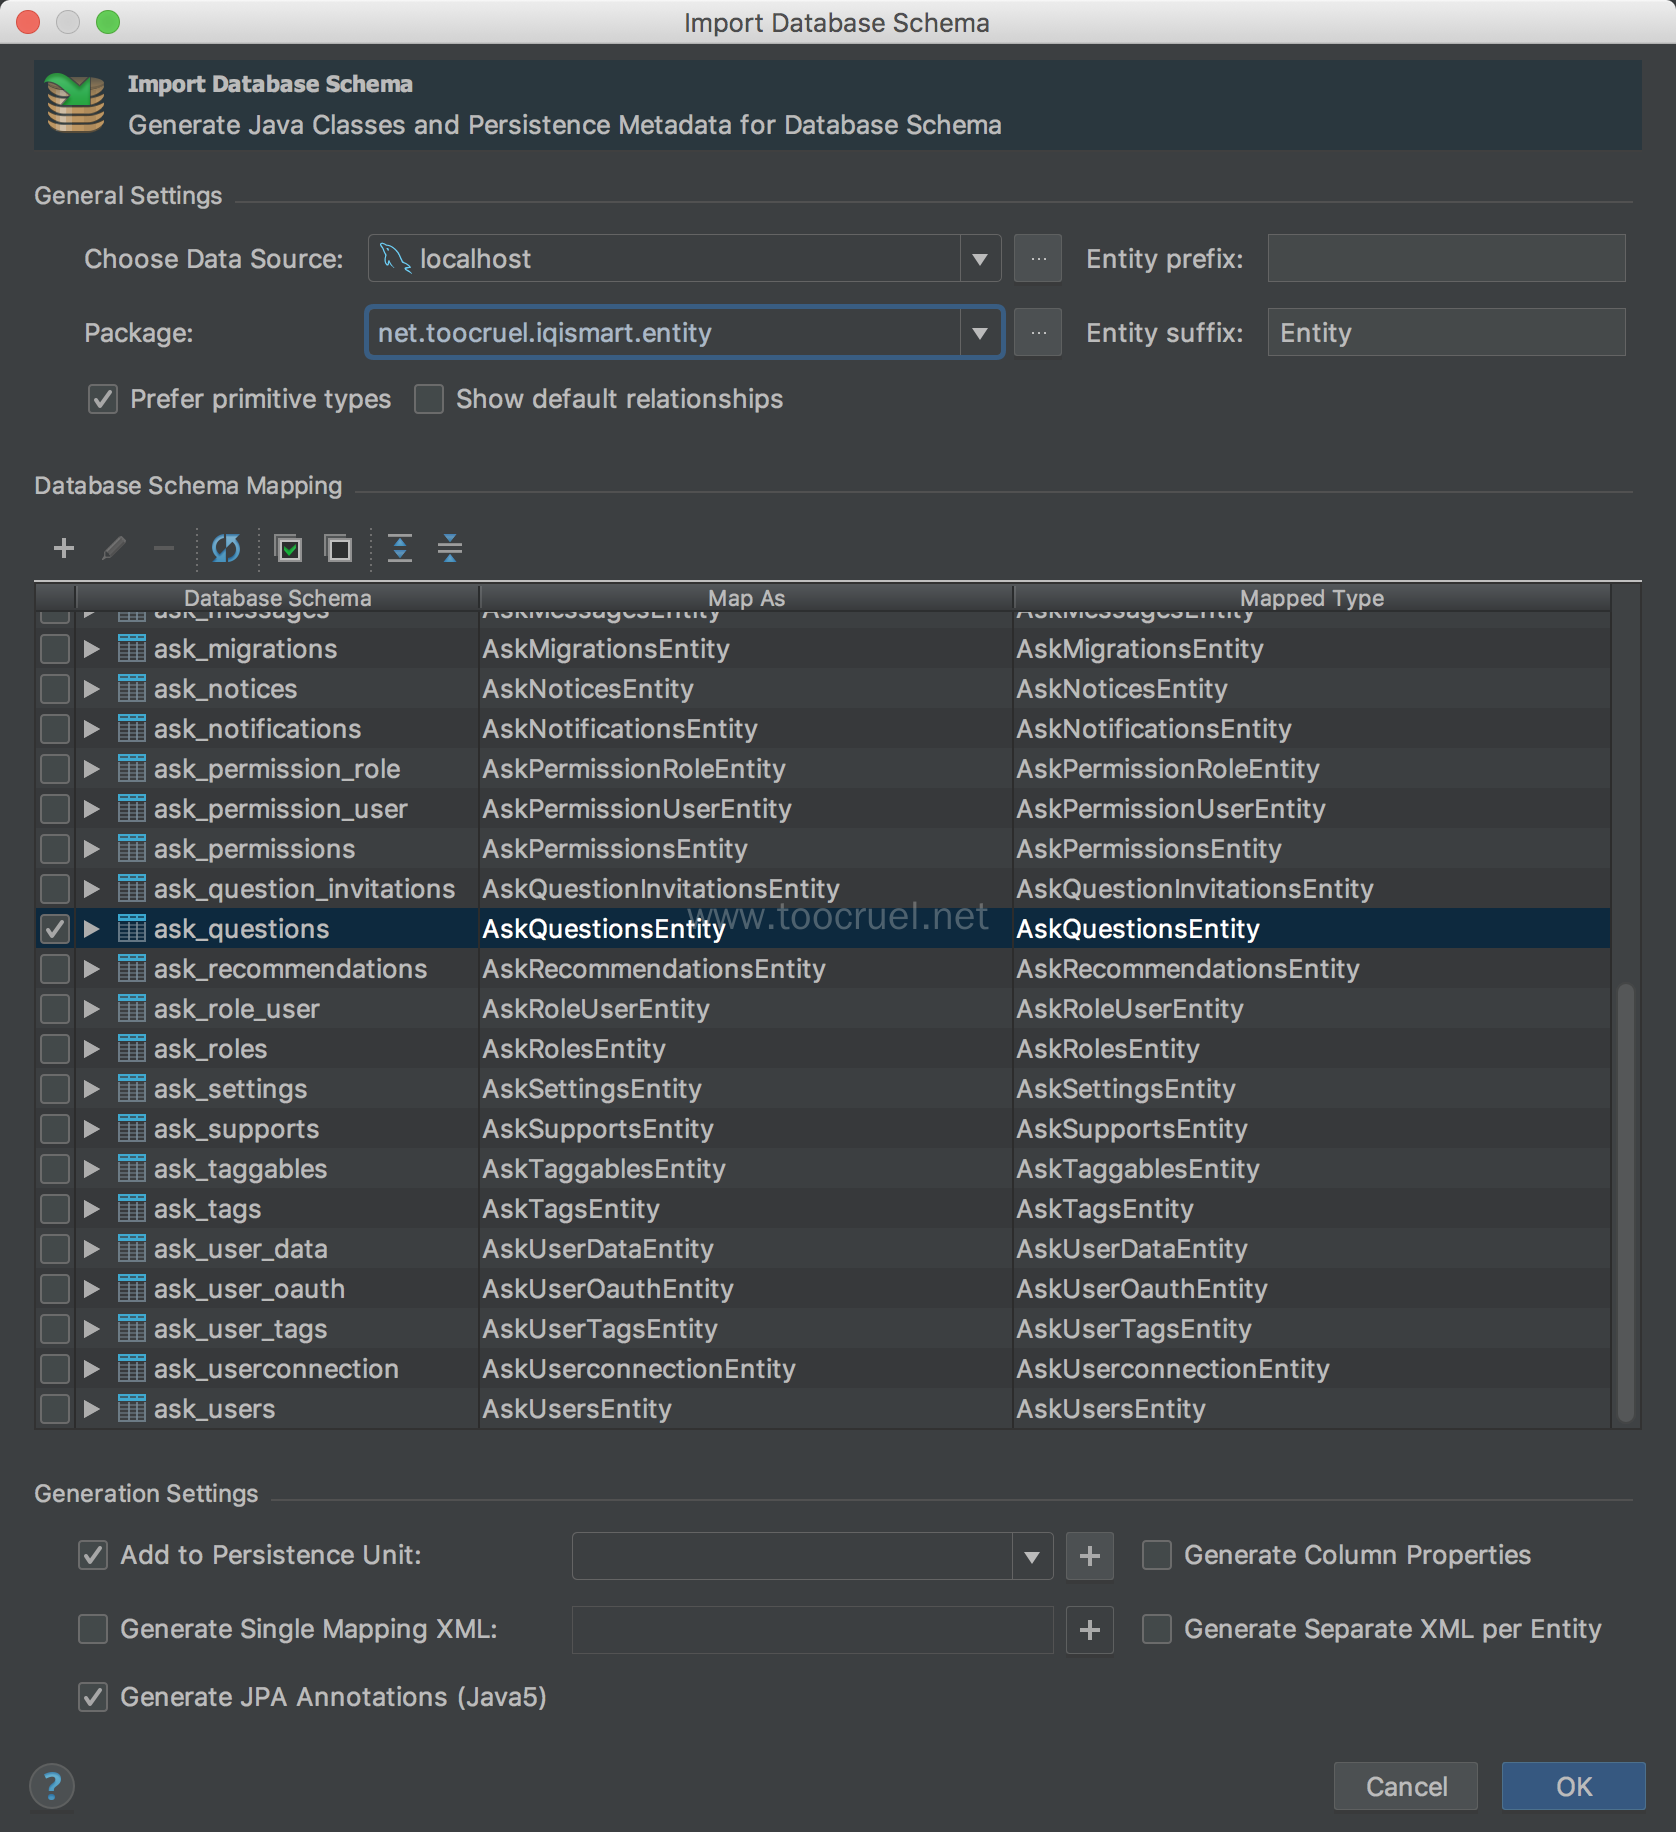 Import Database Schema
Import Database Schema
Generate Java Classes and Persistence Metadata for Database Schema
General Settings
Choose Data Source: localhost ... Entity prefix:
Package: net.toocruel.iqismart.entity ... Entity suffix: Entity
Prefer primitive types Show default relationships
Database Schema Mapping
Database Schema Map As Mapped Type
ask_messages AskMessagesEntity AskMessagesEntity
ask_migrations AskMigrationsEntity AskMigrationsEntity
ask_notices AskNoticesEntity AskNoticesEntity
ask_notifications AskNotificationsEntity AskNotificationsEntity
ask_permission_role AskPermissionRoleEntity AskPermissionRoleEntity
ask_permission_user AskPermissionUserEntity AskPermissionUserEntity
ask_permissions AskPermissionsEntity AskPermissionsEntity
ask_question_invitations AskQuestionInvitationsEntity AskQuestionInvitationsEntity
www.toocruel.net
ask_questions AskQuestionsEntity AskQuestionsEntity
ask_recommendations AskRecommendationsEntity AskRecommendationsEntity
ask_role_user AskRoleUserEntity AskRoleUserEntity
ask_roles AskRolesEntity AskRolesEntity
ask_settings AskSettingsEntity AskSettingsEntity
ask_supports AskSupportsEntity AskSupportsEntity
ask_taggables AskTaggablesEntity AskTaggablesEntity
ask_tags AskTagsEntity AskTagsEntity
ask_user_data AskUserDataEntity AskUserDataEntity
ask_user_oauth AskUserOauthEntity AskUserOauthEntity
ask_user_tags AskUserTagsEntity AskUserTagsEntity
ask_userconnection AskUserconnectionEntity AskUserconnectionEntity
ask_users AskUsersEntity AskUsersEntity
Generation Settings
Add to Persistence Unit: Generate Column Properties
Generate Single Mapping XML: Generate Separate XML per Entity
Generate JPA Annotations (Java5)
? Cancel OK